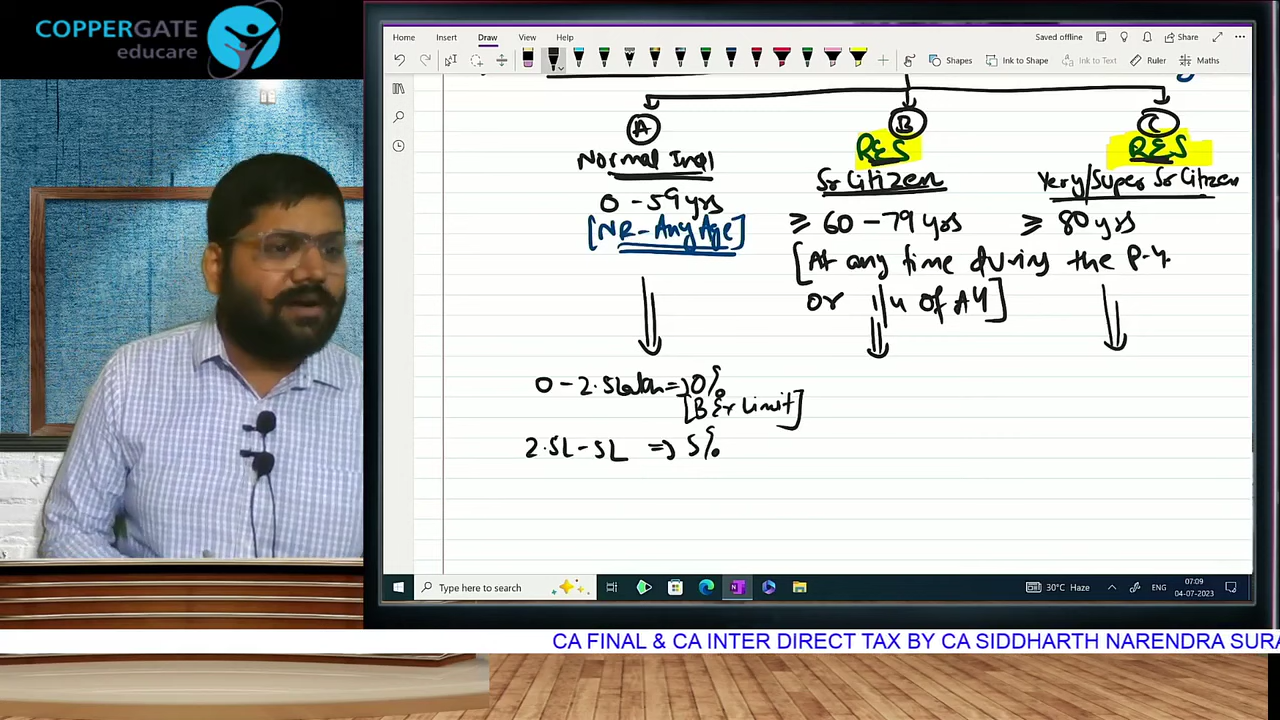 COPPERGATE
educare
Home Insert Draw View Help
Saved offline
Share
Shapes Ink to Shape Ink to Text Ruler Maths
A B C
Normal Indl
RES
Sr Citizen
RES
Very/Super Sr Citizen
0 - 59 yrs
[NR - Any Age]
≥ 60 - 79 yrs
≥ 80 yrs
[At any time during the P.Y.
or 1/4 of AY]
0 - 2.5 Lakh => 0%
[B Ex Limit]
2.5L - 5L => 5%
Type here to search
30°C Haze
ENG
07:09
04-07-2023
CA FINAL & CA INTER DIRECT TAX BY CA SIDDHARTH NARENDRA SURA